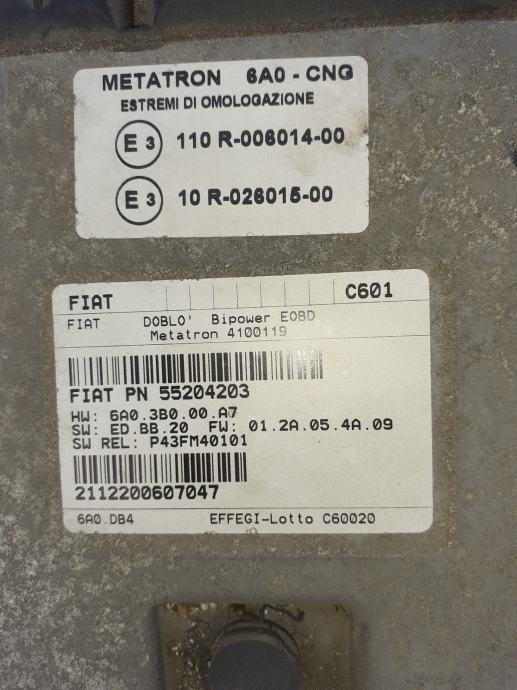 METATRON 6A0 - CNG
ESTREMI DI OMOLOGAZIONE
E 3 110 R-006014-00
E 3 10 R-026015-00
FIAT C601
FIAT DOBLO' Bipower EOBD
Metatron 4100119
FIAT PN 55204203
HW: 6A0.3B0.00.A7
SW: ED.BB.20 FW: 01.2A.05.4A.09
SW REL: P43FM40101
2112200607047
6A0.DB4 EFFEGI-Lotto C60020